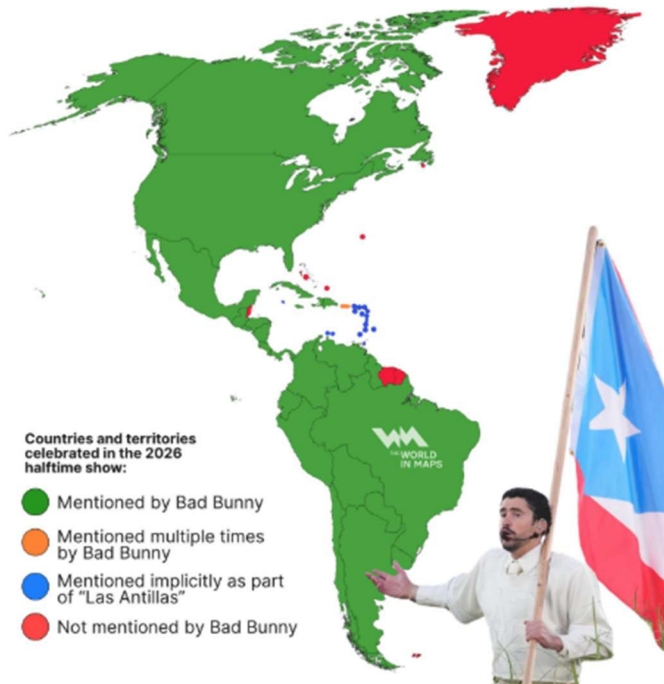 THE WORLD
IN MAPS
Countries and territories
celebrated in the 2026
halftime show:
Mentioned by Bad Bunny
Mentioned multiple times
by Bad Bunny
Mentioned implicitly as part
of “Las Antillas”
Not mentioned by Bad Bunny